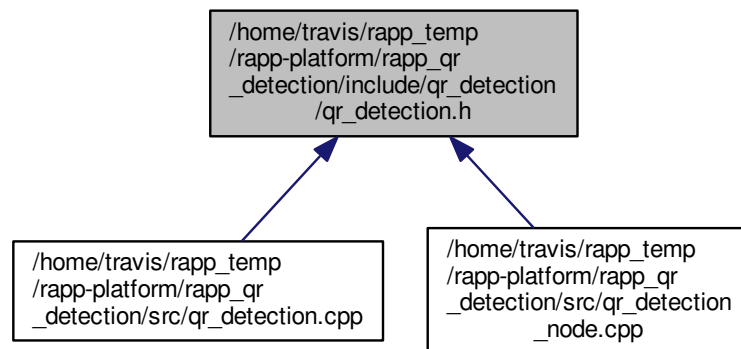 /home/travis/rapp_temp
/rapp-platform/rapp_qr
_detection/include/qr_detection
/qr_detection.h
/home/travis/rapp_temp
/rapp-platform/rapp_qr
_detection/src/qr_detection.cpp
/home/travis/rapp_temp
/rapp-platform/rapp_qr
_detection/src/qr_detection
_node.cpp